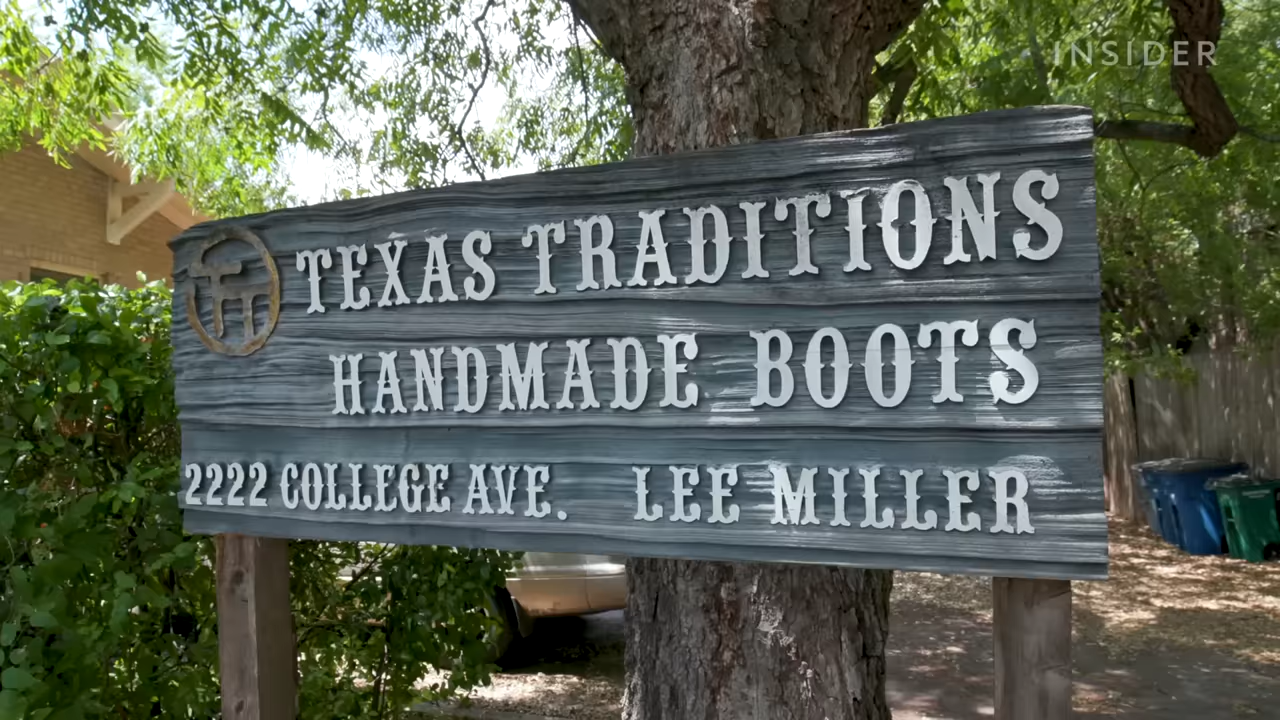 INSIDER
TEXAS TRADITIONS
HANDMADE BOOTS
2222 COLLEGE AVE. LEE MILLER